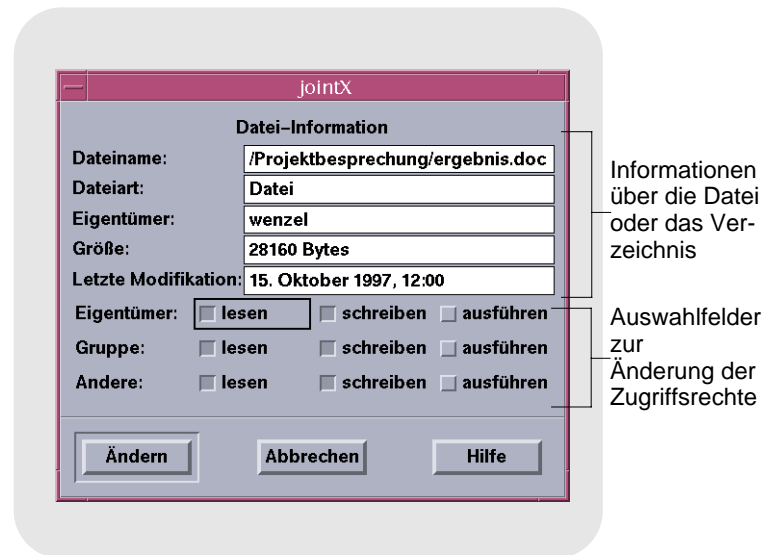 jointX
Datei–Information
Dateiname: /Projektbesprechung/ergebnis.doc
Dateiart: Datei
Eigentümer: wenzel
Größe: 28160 Bytes
Letzte Modifikation: 15. Oktober 1997, 12:00
Eigentümer: lesen schreiben ausführen
Gruppe: lesen schreiben ausführen
Andere: lesen schreiben ausführen
Ändern Abbrechen Hilfe
Informationen
über die Datei
oder das Ver-
zeichnis
Auswahlfelder
zur
Änderung der
Zugriffsrechte